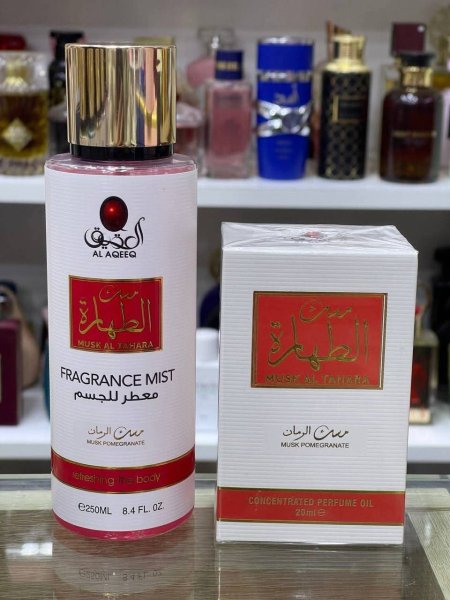 العقيق
AL AQEEQ
مسك
الطهارة
MUSK AL TAHARA
FRAGRANCE MIST
معطر للجسم
مسك الرمان
MUSK POMEGRANATE
refreshing the body
℮250ML 8.4 FL. OZ.
مسك
الطهارة
MUSK AL TAHARA
مسك الرمان
MUSK POMEGRANATE
CONCENTRATED PERFUME OIL
20ml ℮